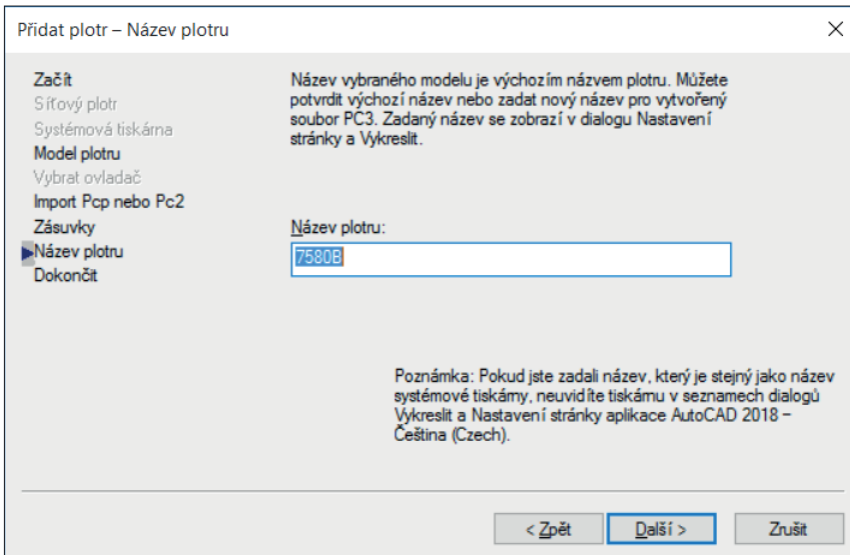 Přidat plotr – Název plotru
Začít
Síťový plotr
Systémová tiskárna
Model plotru
Vybrat ovladač
Import Pcp nebo Pc2
Zásuvky
Název plotru
Dokončit
Název vybraného modelu je výchozím názvem plotru. Můžete
potvrdit výchozí název nebo zadat nový název pro vytvořený
soubor PC3. Zadaný název se zobrazí v dialogu Nastavení
stránky a Vykreslit.
Název plotru:
7580B
Poznámka: Pokud jste zadali název, který je stejný jako název
systémové tiskárny, neuvidíte tiskárnu v seznamech dialogů
Vykreslit a Nastavení stránky aplikace AutoCAD 2018 –
Čeština (Czech).
< Zpět
Další >
Zrušit